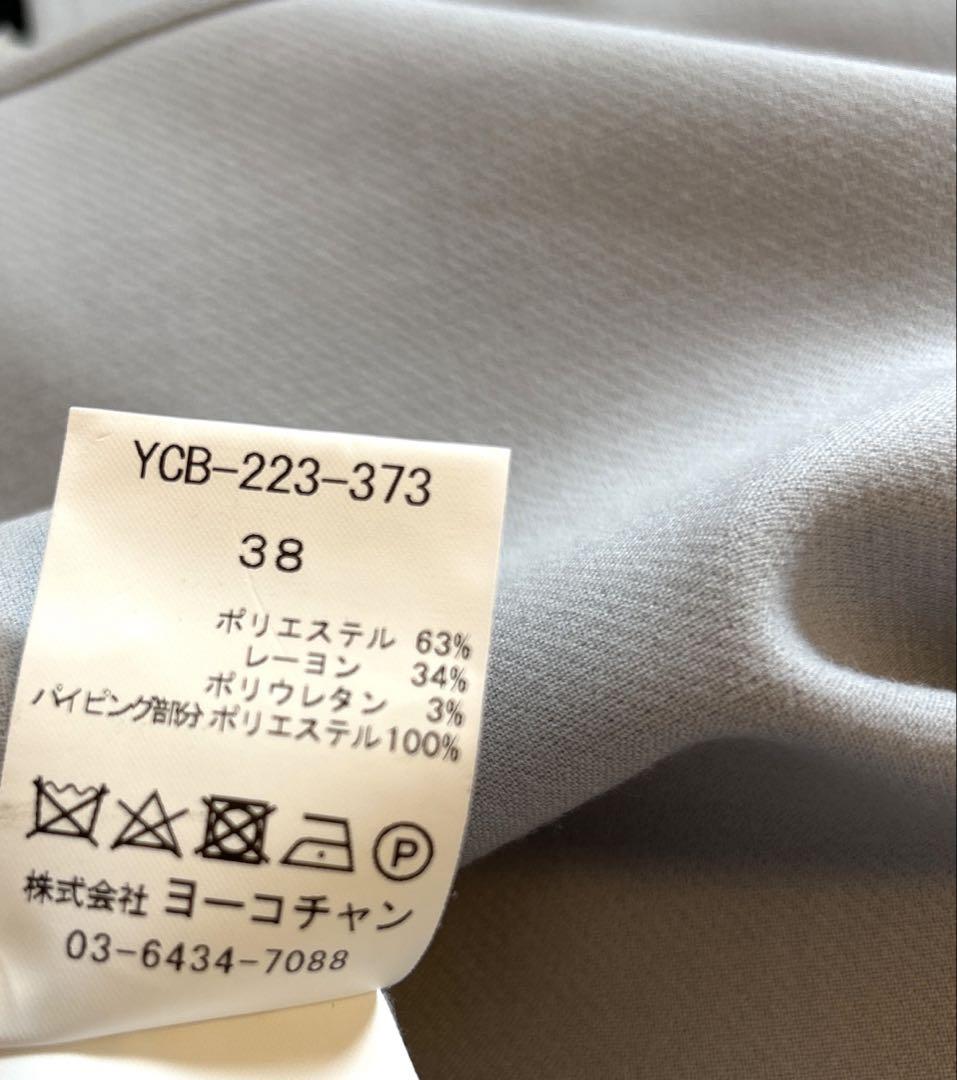 YCB-223-373
38
ポリエステル 63%
レーヨン 34%
ポリウレタン 3%
パイピング部分 ポリエステル100%
P
株式会社 ヨーコチャン
03-6434-7088